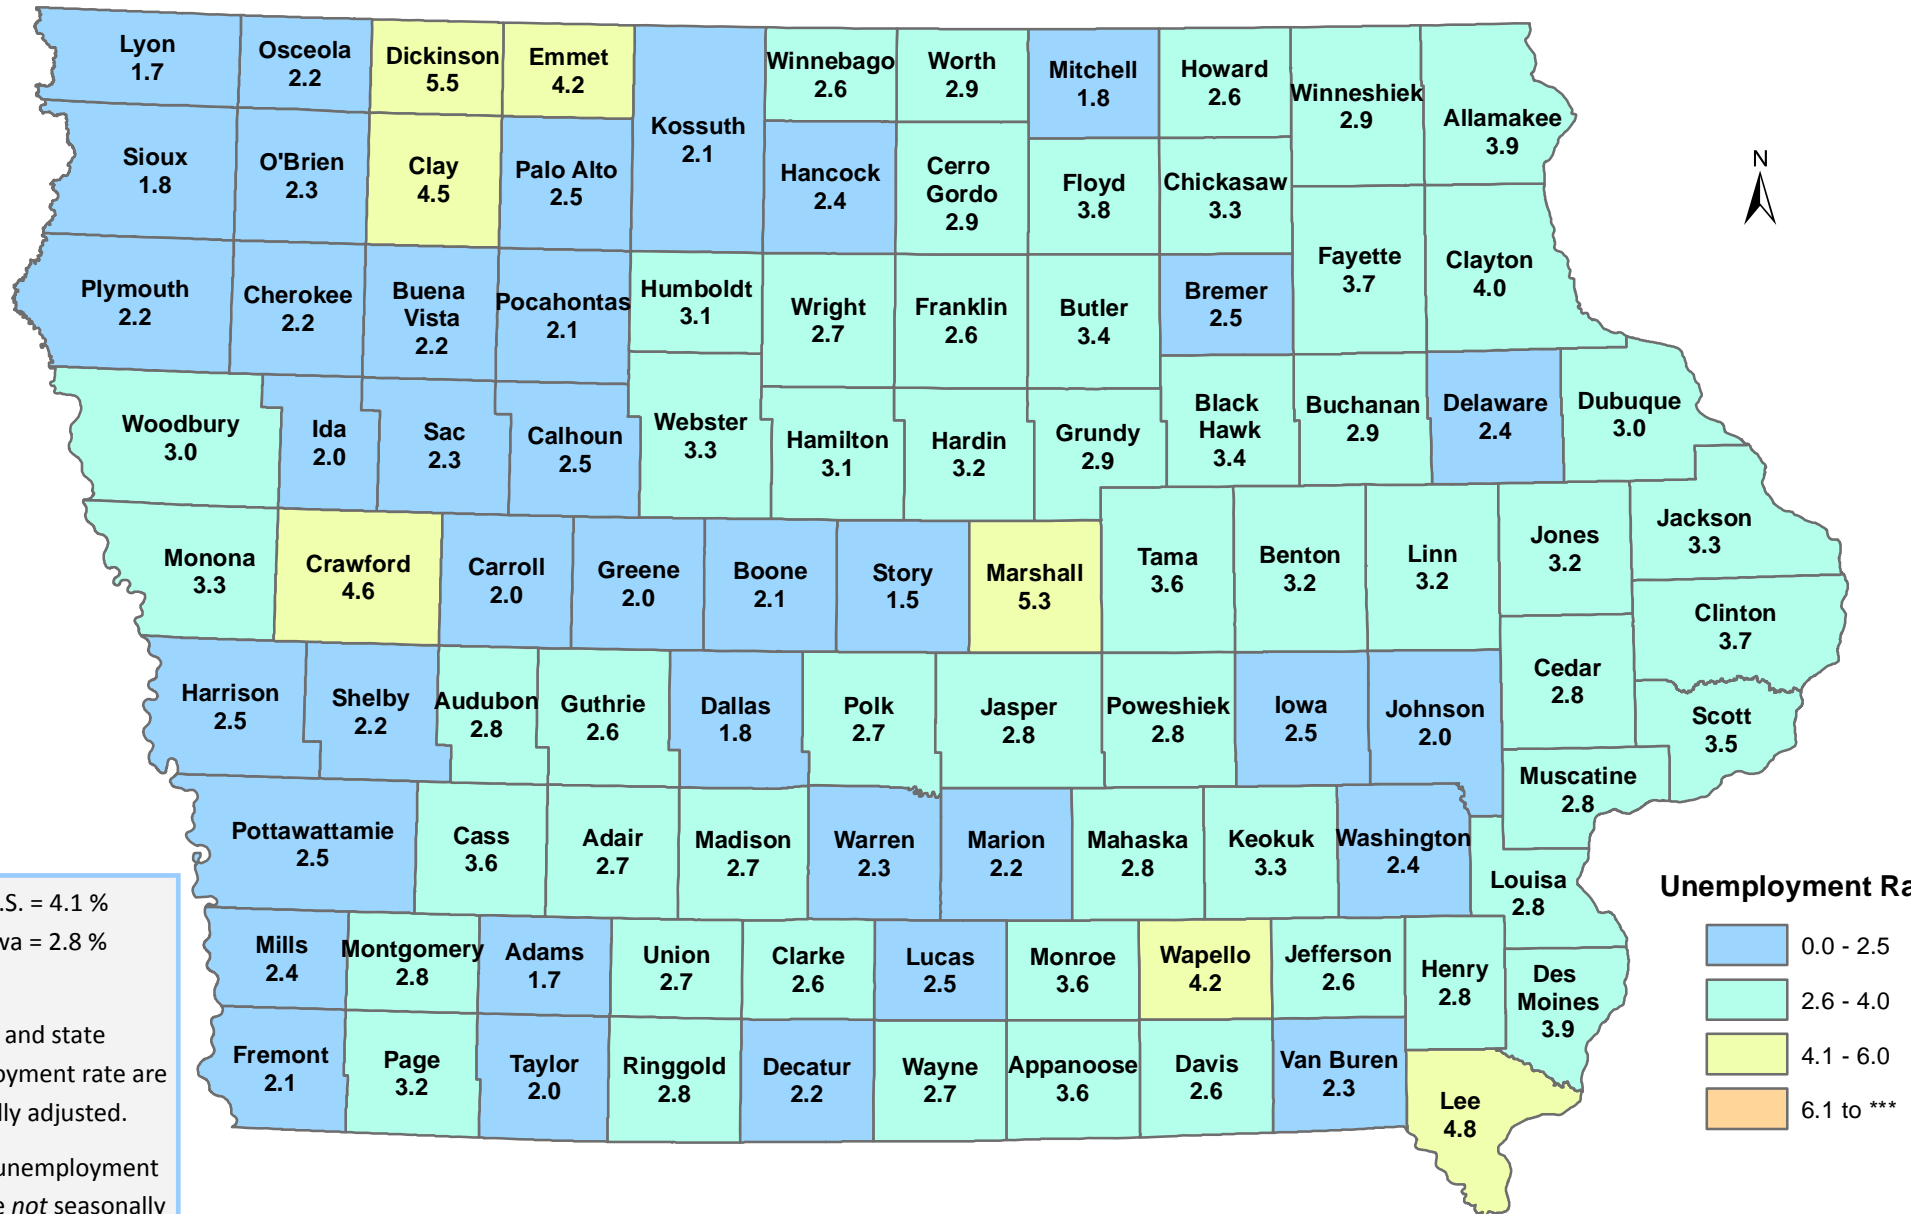 Lyon
1.7
Osceola
2.2
Dickinson
5.5
Emmet
4.2
Kossuth
2.1
Winnebago
2.6
Worth
2.9
Mitchell
1.8
Howard
2.6
Winneshiek
2.9
Allamakee
3.9
Sioux
1.8
O'Brien
2.3
Clay
4.5
Palo Alto
2.5
Hancock
2.4
Cerro
Gordo
2.9
Floyd
3.8
Chickasaw
3.3
N
Plymouth
2.2
Cherokee
2.2
Buena
Vista
2.2
Pocahontas
2.1
Humboldt
3.1
Wright
2.7
Franklin
2.6
Butler
3.4
Bremer
2.5
Fayette
3.7
Clayton
4.0
Woodbury
3.0
Ida
2.0
Sac
2.3
Calhoun
2.5
Webster
3.3
Hamilton
3.1
Hardin
3.2
Grundy
2.9
Black
Hawk
3.4
Buchanan
2.9
Delaware
2.4
Dubuque
3.0
Monona
3.3
Crawford
4.6
Carroll
2.0
Greene
2.0
Boone
2.1
Story
1.5
Marshall
5.3
Tama
3.6
Benton
3.2
Linn
3.2
Jones
3.2
Jackson
3.3
Clinton
3.7
Harrison
2.5
Shelby
2.2
Audubon
2.8
Guthrie
2.6
Dallas
1.8
Polk
2.7
Jasper
2.8
Poweshiek
2.8
Iowa
2.5
Johnson
2.0
Cedar
2.8
Scott
3.5
Muscatine
2.8
Pottawattamie
2.5
Cass
3.6
Adair
2.7
Madison
2.7
Warren
2.3
Marion
2.2
Mahaska
2.8
Keokuk
3.3
Washington
2.4
Louisa
2.8
Mills
2.4
Montgomery
2.8
Adams
1.7
Union
2.7
Clarke
2.6
Lucas
2.5
Monroe
3.6
Wapello
4.2
Jefferson
2.6
Henry
2.8
Des
Moines
3.9
Fremont
2.1
Page
3.2
Taylor
2.0
Ringgold
2.8
Decatur
2.2
Wayne
2.7
Appanoose
3.6
Davis
2.6
Van Buren
2.3
Lee
4.8
.S. = 4.1 %
wa = 2.8 %
and state
oyment rate are
lly adjusted.
unemployment
e not seasonally
Unemployment Ra
0.0 - 2.5
2.6 - 4.0
4.1 - 6.0
6.1 to ***